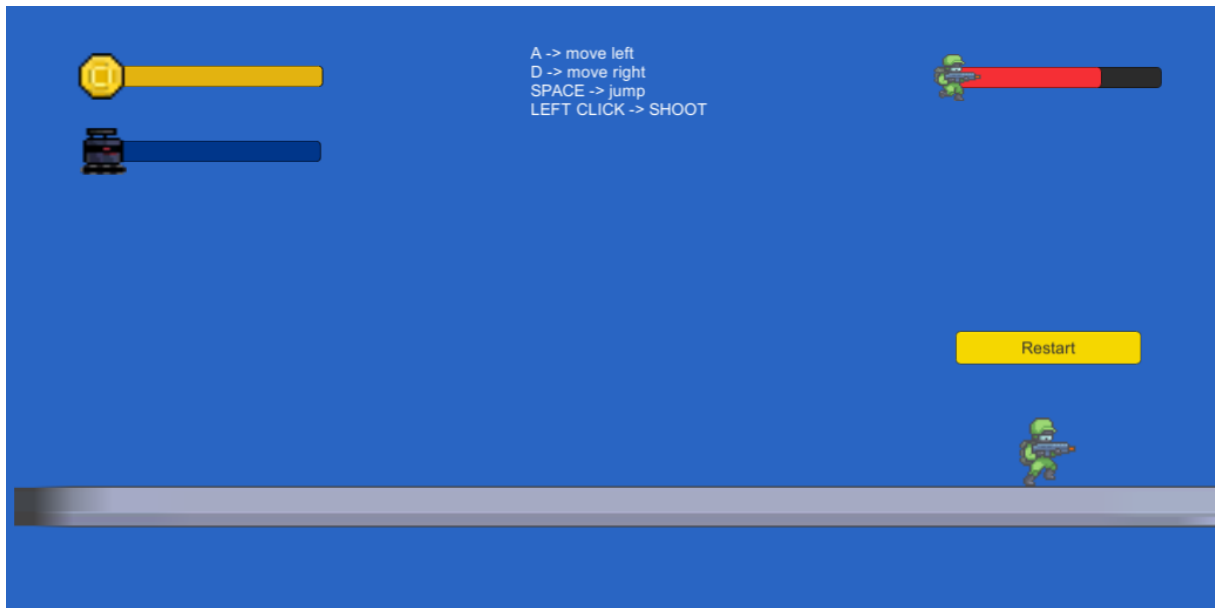 A -> move left
D -> move right
SPACE -> jump
LEFT CLICK -> SHOOT
Restart